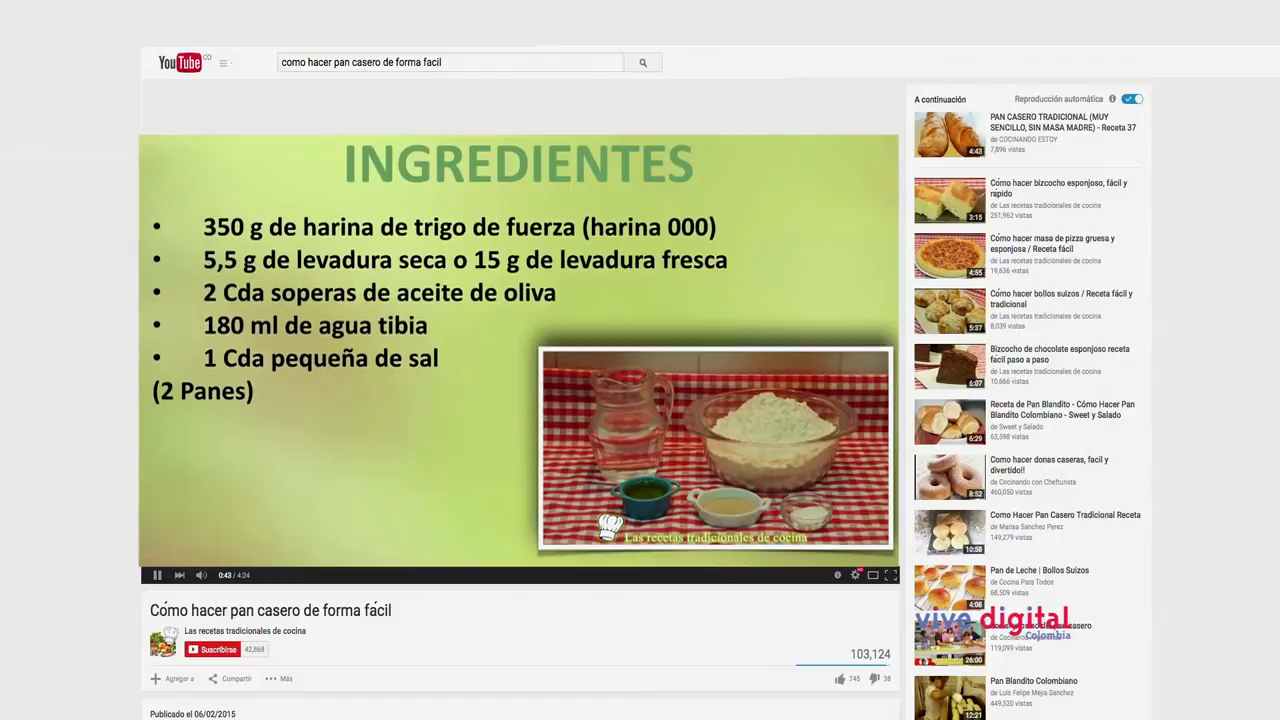 YouTube CO
como hacer pan casero de forma facil
INGREDIENTES
• 350 g de harina de trigo de fuerza (harina 000)
• 5,5 g de levadura seca o 15 g de levadura fresca
• 2 Cda soperas de aceite de oliva
• 180 ml de agua tibia
• 1 Cda pequeña de sal
(2 Panes)
Las recetas tradicionales de cocina
0:43 / 4:24
Cómo hacer pan casero de forma fácil
Las recetas tradicionales de cocina
Suscribirse 42,868
103,124
Agregar a Compartir Más
745 38
Publicado el 06/02/2015
A continuación Reproducción automática
PAN CASERO TRADICIONAL (MUY
SENCILLO, SIN MASA MADRE) - Receta 37
de COCINANDO ESTOY
7,896 vistas
4:43
Cómo hacer bizcocho esponjoso, fácil y
rápido
de Las recetas tradicionales de cocina
251,962 vistas
3:15
Cómo hacer masa de pizza gruesa y
esponjosa / Receta fácil
de Las recetas tradicionales de cocina
19,636 vistas
4:55
Cómo hacer bollos suizos / Receta fácil y
tradicional
de Las recetas tradicionales de cocina
8,039 vistas
5:37
Bizcocho de chocolate esponjoso receta
fácil paso a paso
de Las recetas tradicionales de cocina
10,666 vistas
6:07
Receta de Pan Blandito - Cómo Hacer Pan
Blandito Colombiano - Sweet y Salado
de Sweet y Salado
63,598 vistas
6:29
Como hacer donas caseras, facil y
divertido!!
de Cocinando con Chefturista
460,050 vistas
8:52
Como Hacer Pan Casero Tradicional Receta
de Marisa Sanchez Perez
149,279 vistas
10:58
Pan de Leche | Bollos Suizos
de Cocina Para Todos
68,509 vistas
4:08
vive digital
Colombia
casero
119,099 vistas
26:00
Pan Blandito Colombiano
de Luis Felipe Mejia Sanchez
449,520 vistas
12:21